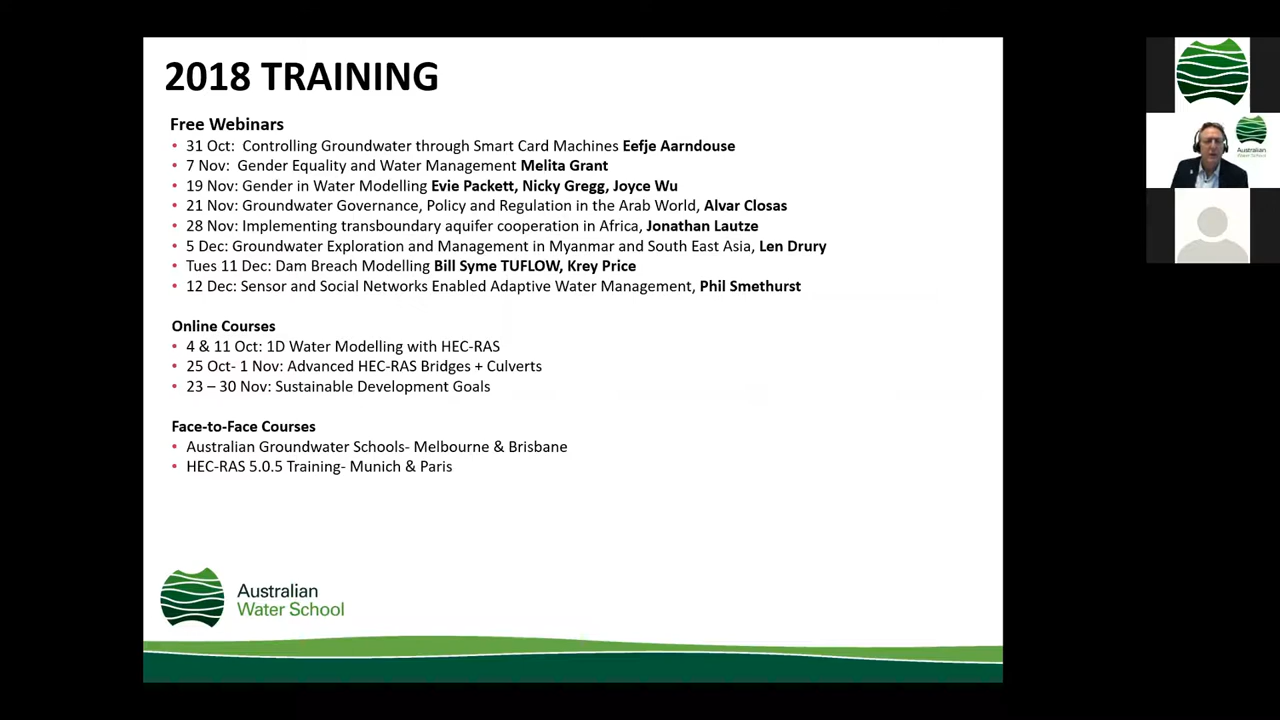 2018 TRAINING
Free Webinars
• 31 Oct: Controlling Groundwater through Smart Card Machines Eefje Aarndouse
• 7 Nov: Gender Equality and Water Management Melita Grant
• 19 Nov: Gender in Water Modelling Evie Packett, Nicky Gregg, Joyce Wu
• 21 Nov: Groundwater Governance, Policy and Regulation in the Arab World, Alvar Closas
• 28 Nov: Implementing transboundary aquifer cooperation in Africa, Jonathan Lautze
• 5 Dec: Groundwater Exploration and Management in Myanmar and South East Asia, Len Drury
• Tues 11 Dec: Dam Breach Modelling Bill Syme TUFLOW, Krey Price
• 12 Dec: Sensor and Social Networks Enabled Adaptive Water Management, Phil Smethurst
Online Courses
• 4 & 11 Oct: 1D Water Modelling with HEC-RAS
• 25 Oct- 1 Nov: Advanced HEC-RAS Bridges + Culverts
• 23 – 30 Nov: Sustainable Development Goals
Face-to-Face Courses
• Australian Groundwater Schools- Melbourne & Brisbane
• HEC-RAS 5.0.5 Training- Munich & Paris
Australian
Water School
Australian
Water School